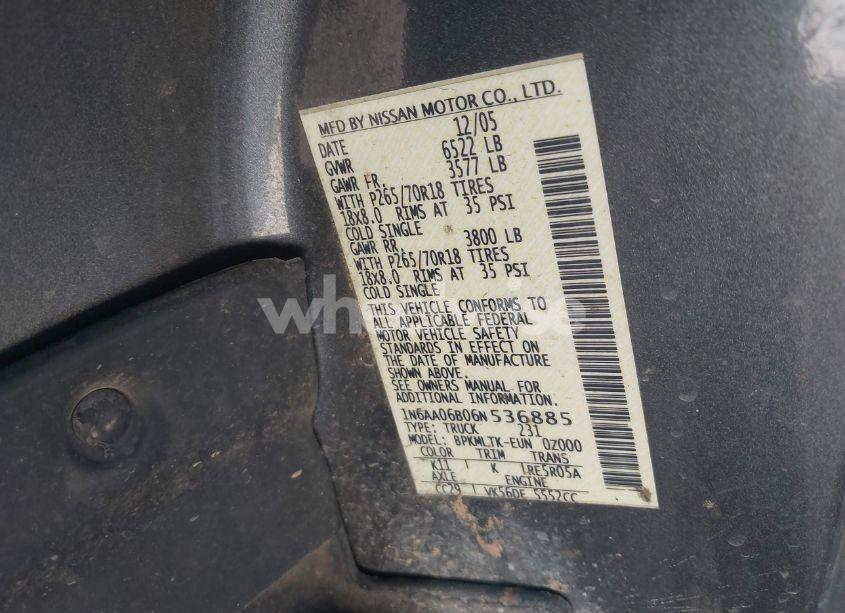 MFD BY NISSAN MOTOR CO., LTD.
DATE 12/05
GVWR 6522 LB
GAWR FR. 3577 LB
WITH P265/70R18 TIRES
18X8.0 RIMS AT 35 PSI
COLD SINGLE
GAWR RR. 3800 LB
WITH P265/70R18 TIRES
18X8.0 RIMS AT 35 PSI
COLD SINGLE
THIS VEHICLE CONFORMS TO
ALL APPLICABLE FEDERAL
MOTOR VEHICLE SAFETY
STANDARDS IN EFFECT ON
THE DATE OF MANUFACTURE
SHOWN ABOVE.
SEE OWNERS MANUAL FOR
ADDITIONAL INFORMATION.
1N6AA06B06N536885
TYPE: TRUCK 231
MODEL: BPKMLTK-EUN 0Z000
COLOR TRIM TRANS
K11 K RE5R05A
AXLE ENGINE
CC29 VK56DE 5552CC